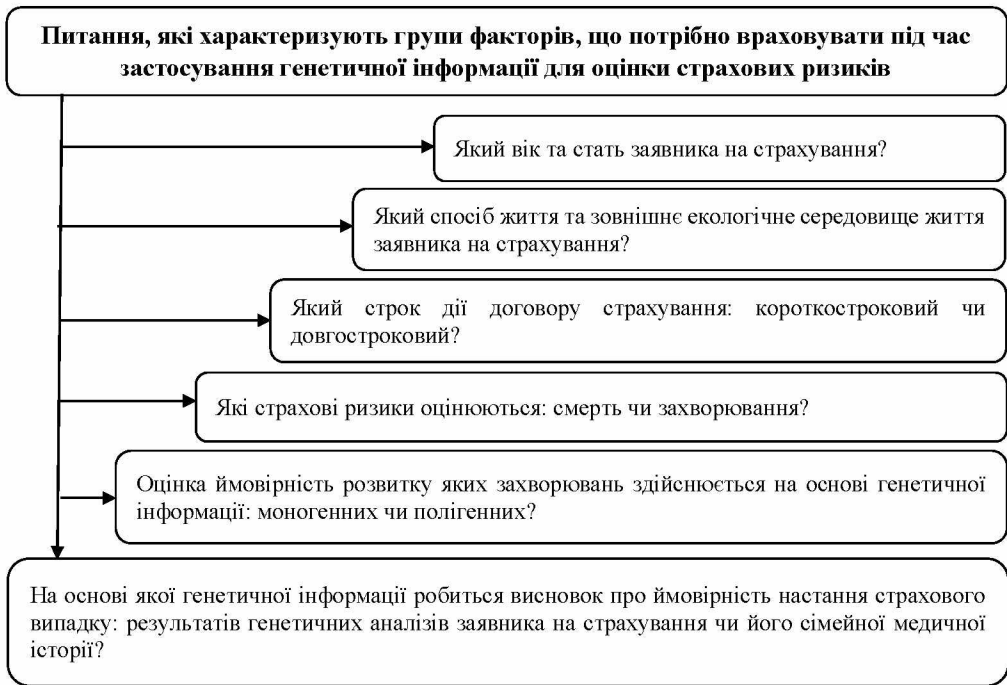 Питання, які характеризують групи факторів, що потрібно враховувати під час
застосування генетичної інформації для оцінки страхових ризиків
Який вік та стать заявника на страхування?
Який спосіб життя та зовнішнє екологічне середовище життя
заявника на страхування?
Який строк дії договору страхування: короткостроковий чи
довгостроковий?
Які страхові ризики оцінюються: смерть чи захворювання?
Оцінка ймовірність розвитку яких захворювань здійснюється на основі генетичної
інформації: моногенних чи полігенних?
На основі якої генетичної інформації робиться висновок про ймовірність настання страхового
випадку: результатів генетичних аналізів заявника на страхування чи його сімейної медичної
історії?